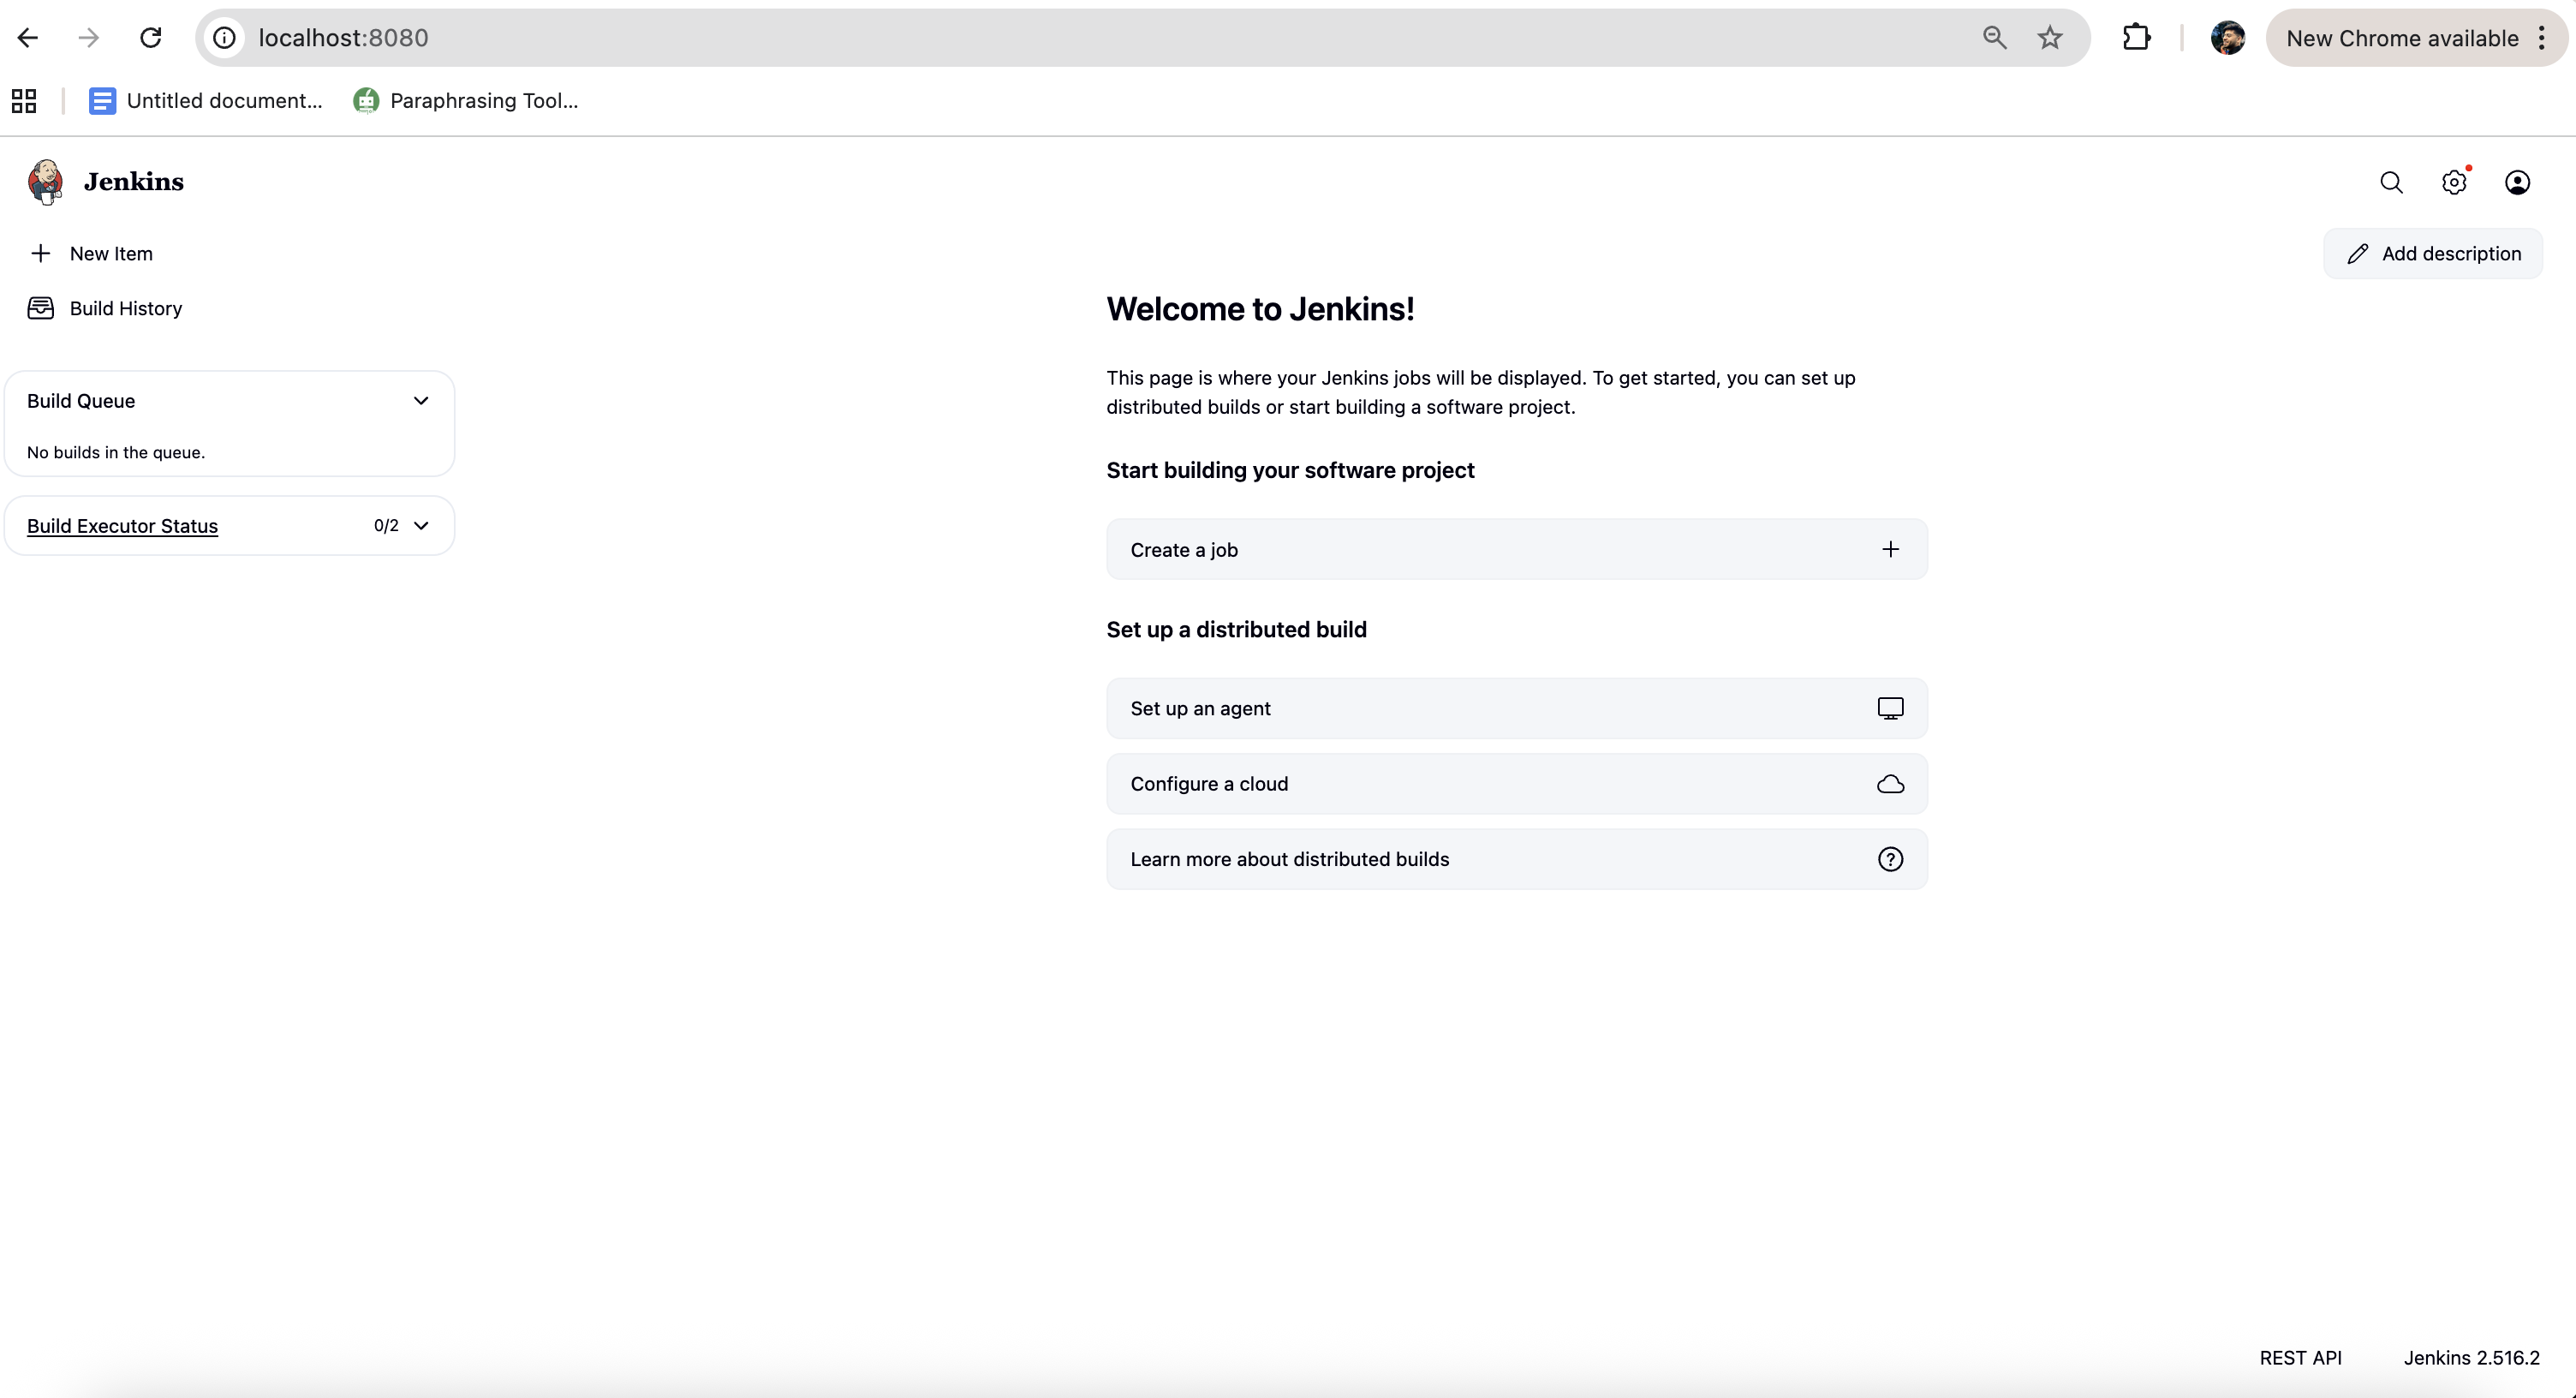 localhost:8080
New Chrome available
Untitled document...
Paraphrasing Tool...
Jenkins
New Item
Add description
Build History
Welcome to Jenkins!
This page is where your Jenkins jobs will be displayed. To get started, you can set up
distributed builds or start building a software project.
Build Queue
No builds in the queue.
Start building your software project
Build Executor Status 0/2
Create a job
Set up a distributed build
Set up an agent
Configure a cloud
Learn more about distributed builds
REST API
Jenkins 2.516.2